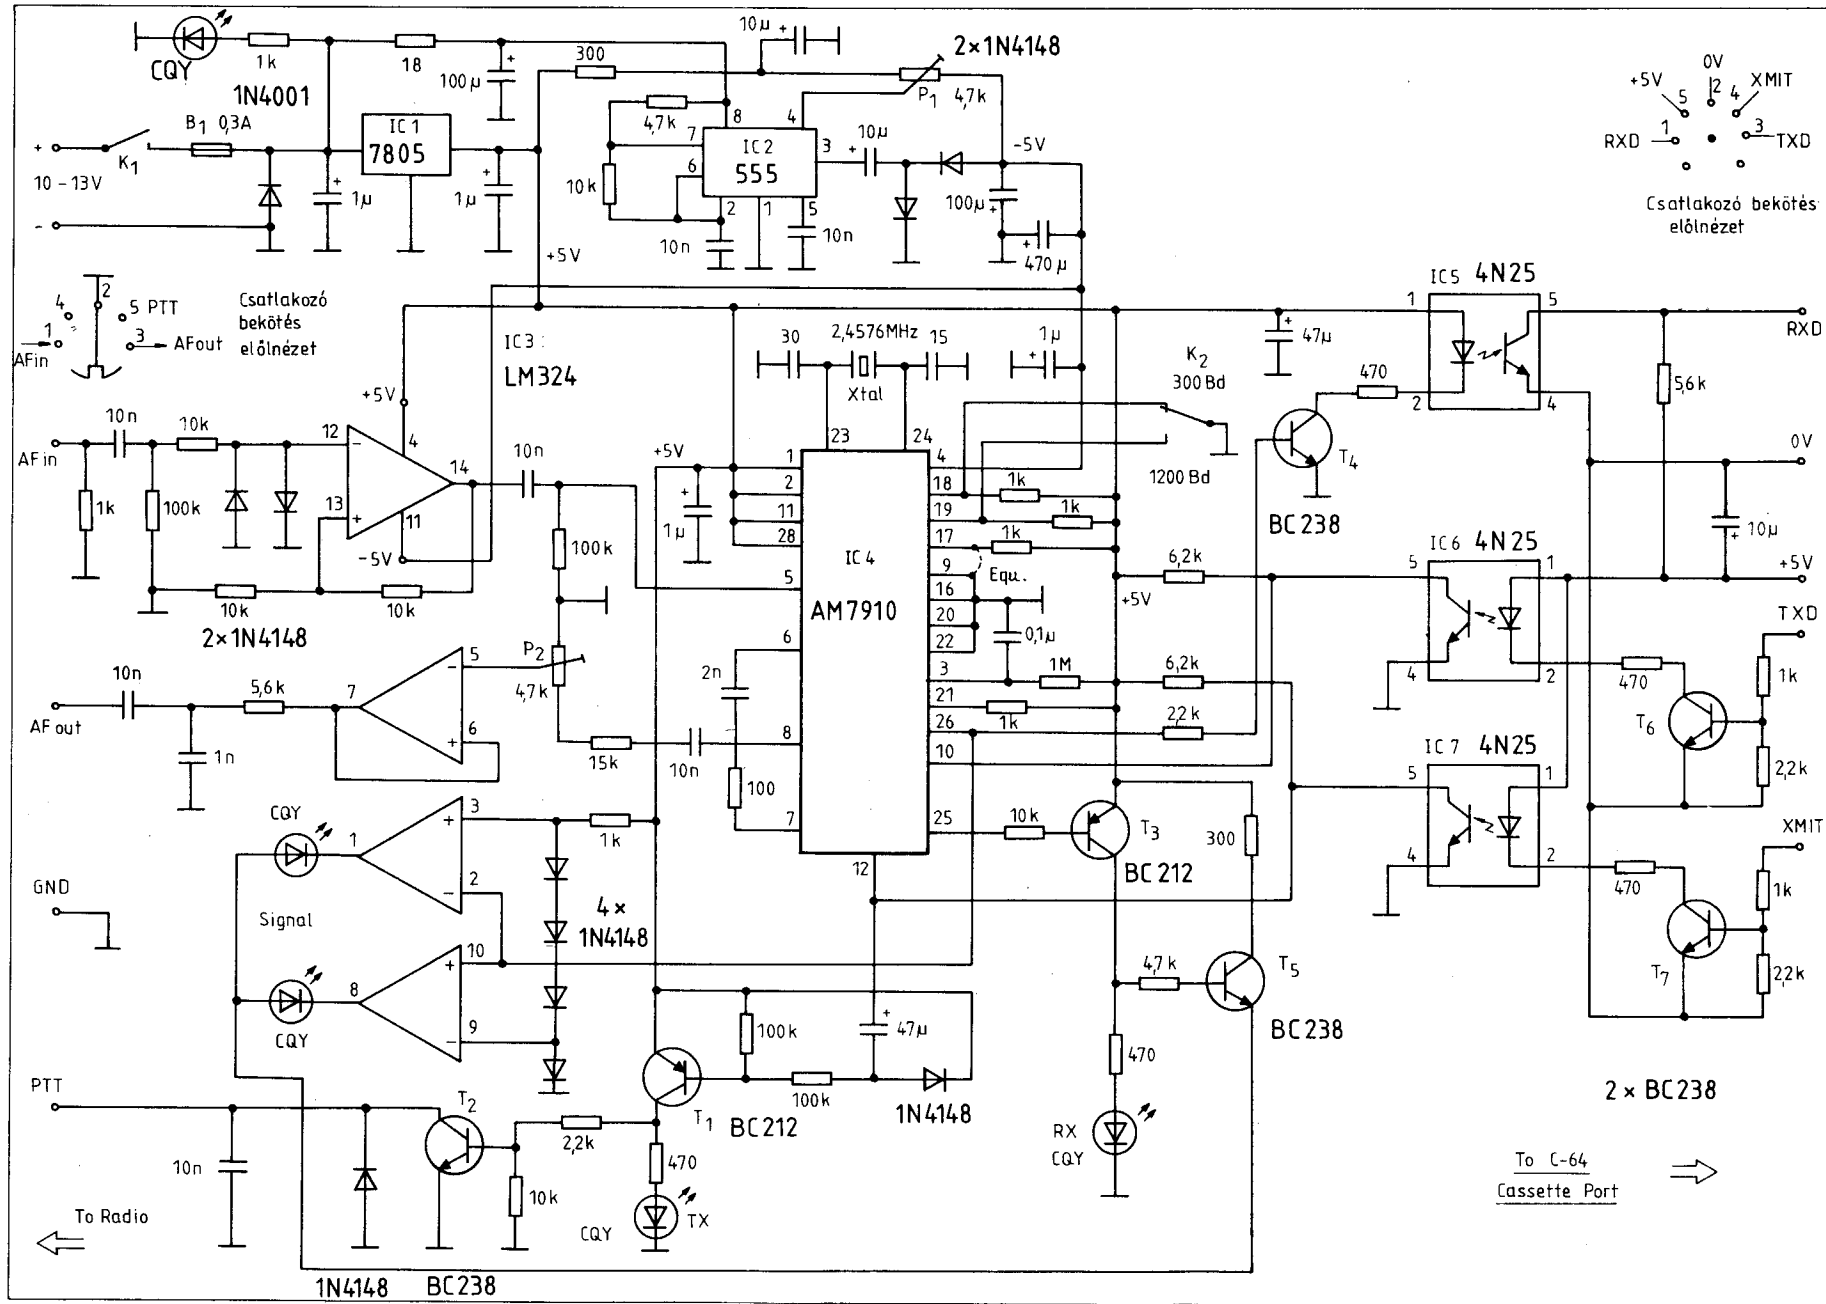 CQY
1k
18
100µ
+
300
10µ
+
2×1N4148
P1
4,7k
1N4001
B1 0,3A
+
K1
10-13V
-
IC1
7805
+
1µ
+
1µ
+5V
4,7k
10k
7
8
4
6
IC2
555
3
2
1
5
10n
10n
10µ
+
-5V
100µ
+
+
470µ
0V
+5V
2
XMIT
5
4
RXD
1
3
TXD
Csatlakozó bekötés
előlnézet
2
4
5 PTT
1
3
AFin
AFout
Csatlakozó
bekötés
előlnézet
IC3:
LM324
+5V
30
2,4576MHz
15
Xtal
1µ
+
K2
300 Bd
1200 Bd
+
47µ
IC5 4N25
1
5
2
4
RXD
5,6k
470
T4
BC238
0V
10µ
+
+5V
AFin
10n
10k
1k
100k
12
-
13
+
4
14
11
-5V
10k
10k
2×1N4148
10n
100k
+5V
+
1µ
23
24
1
2
11
28
5
6
8
7
IC4
AM7910
4
18
19
17
9
16
20
22
3
21
26
10
25
12
1k
1k
1k
Equ.
0,1µ
1M
1k
+5V
6,2k
6,2k
2,2k
IC6 4N25
5
1
4
2
TXD
470
1k
T6
2,2k
IC7 4N25
5
1
4
2
XMIT
470
1k
T7
22k
2 × BC238
AFout
10n
5,6k
1n
7
5
-
6
+
P2
4,7k
15k
10n
2n
100
CQY
1
3
+
2
-
1k
4×
1N4148
GND
Signal
10
+
8
9
-
CQY
10k
T3
BC212
300
4,7k
T5
BC238
470
RX
CQY
100k
+
47µ
100k
1N4148
T1
BC212
PTT
T2
2,2k
10n
10k
470
CQY
TX
To Radio
1N4148
BC238
To C-64
Cassette Port